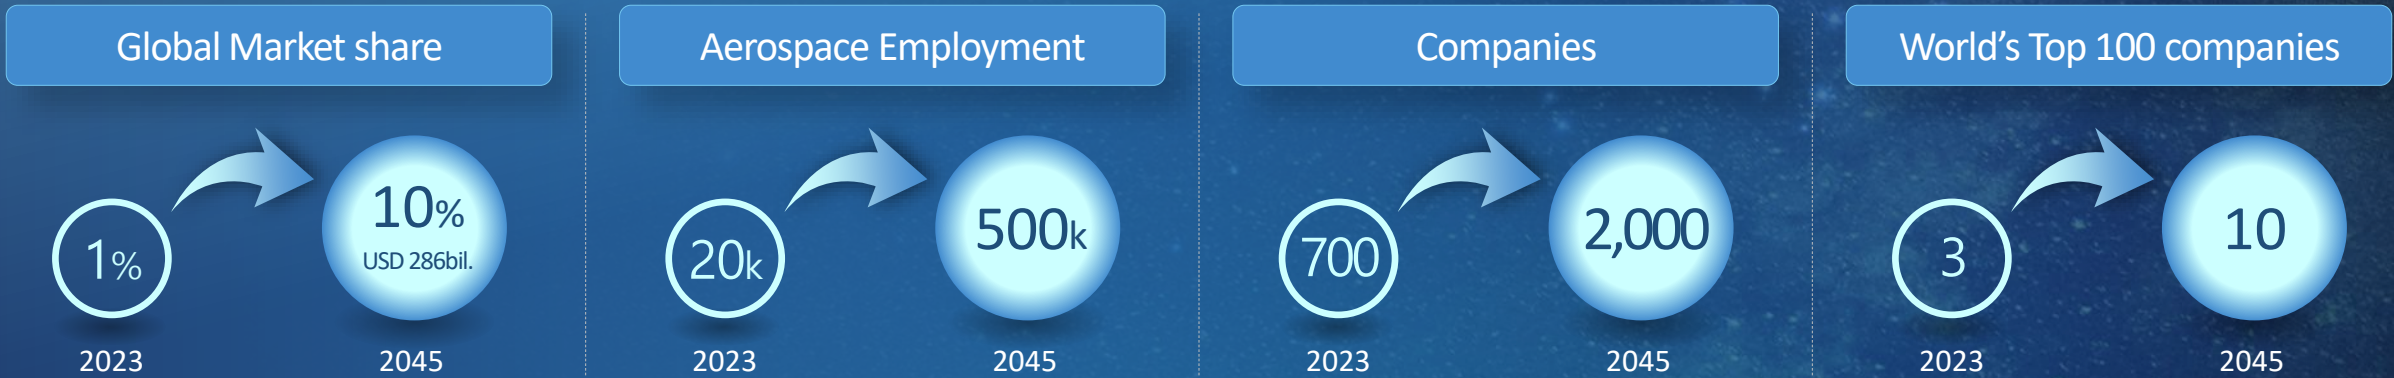 Global Market share
1%
10%
USD 286bil.
2023
2045
Aerospace Employment
20k
500k
2023
2045
Companies
700
2,000
2023
2045
World's Top 100 companies
3
10
2023
2045